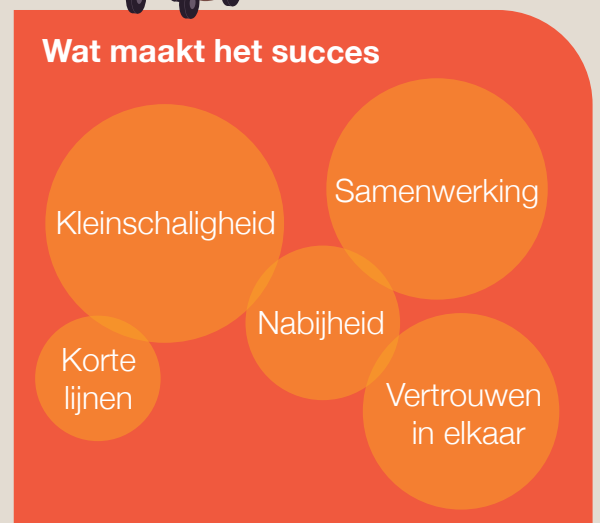 Wat maakt het succes
Samenwerking
Kleinschaligheid
Nabijheid
Korte
lijnen
Vertrouwen
in elkaar